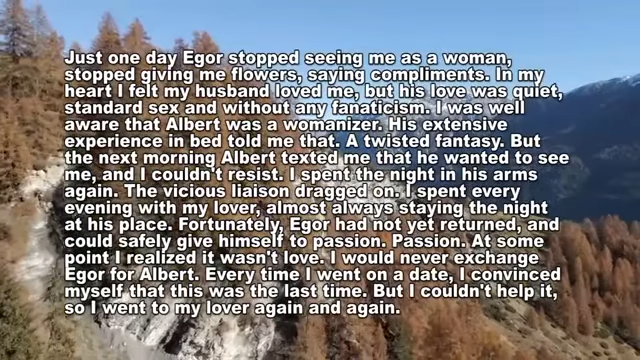 Just one day Egor stopped seeing me as a woman,
stopped giving me flowers, saying compliments. In my
heart I felt my husband loved me, but his love was quiet,
standard sex and without any fanaticism. I was well
aware that Albert was a womanizer. His extensive
experience in bed told me that. A twisted fantasy. But
the next morning Albert texted me that he wanted to see
me, and I couldn't resist. I spent the night in his arms
again. The vicious liaison dragged on. I spent every
evening with my lover, almost always staying the night
at his place. Fortunately, Egor had not yet returned, and
could safely give himself to passion. Passion. At some
point I realized it wasn't love. I would never exchange
Egor for Albert. Every time I went on a date, I convinced
myself that this was the last time. But I couldn't help it,
so I went to my lover again and again.